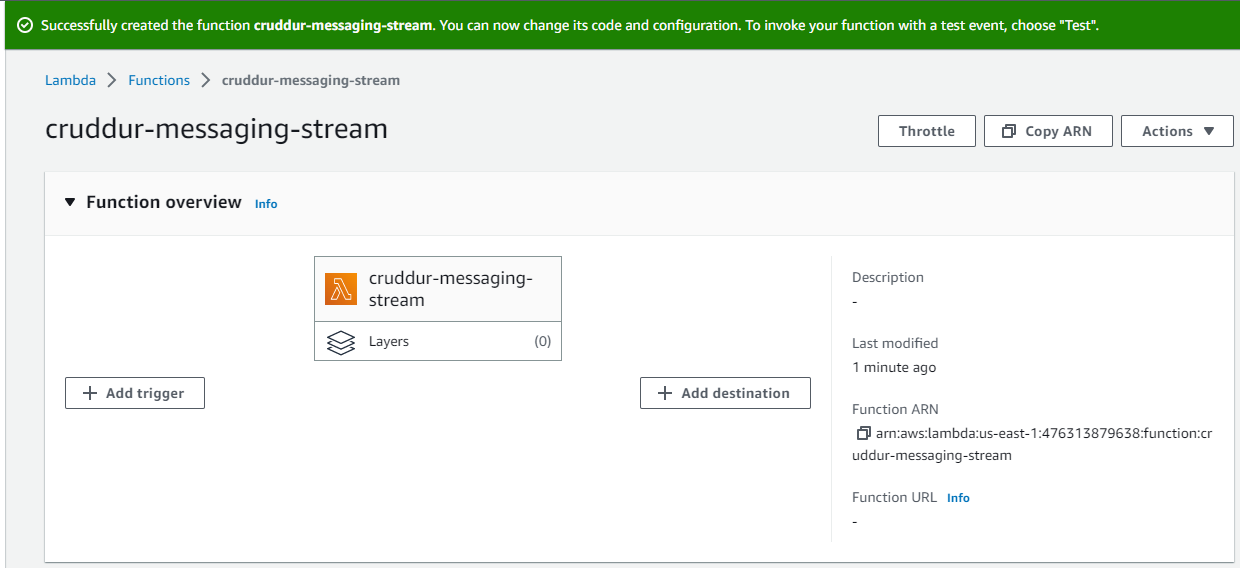 Successfully created the function cruddur-messaging-stream. You can now change its code and configuration. To invoke your function with a test event, choose "Test".
Lambda > Functions > cruddur-messaging-stream
cruddur-messaging-stream
Throttle
Copy ARN
Actions
Function overview Info
cruddur-messaging-
stream
Layers (0)
+ Add trigger
+ Add destination
Description
-
Last modified
1 minute ago
Function ARN
arn:aws:lambda:us-east-1:476313879638:function:cr
uddur-messaging-stream
Function URL Info
-